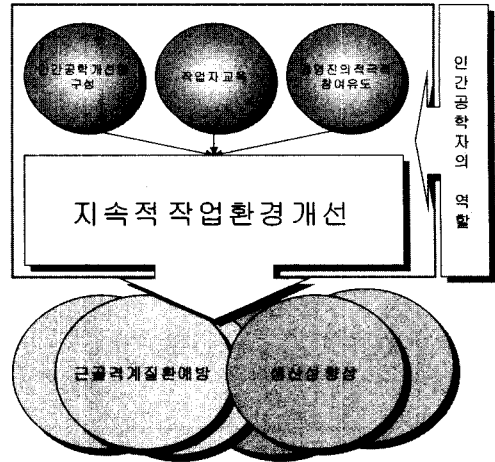 인간공학개선팀
구성
작업자교육
경영진의적극적
참여유도
지속적작업환경개선
근골격계질환예방
생산성향상
인간공학자의 역할